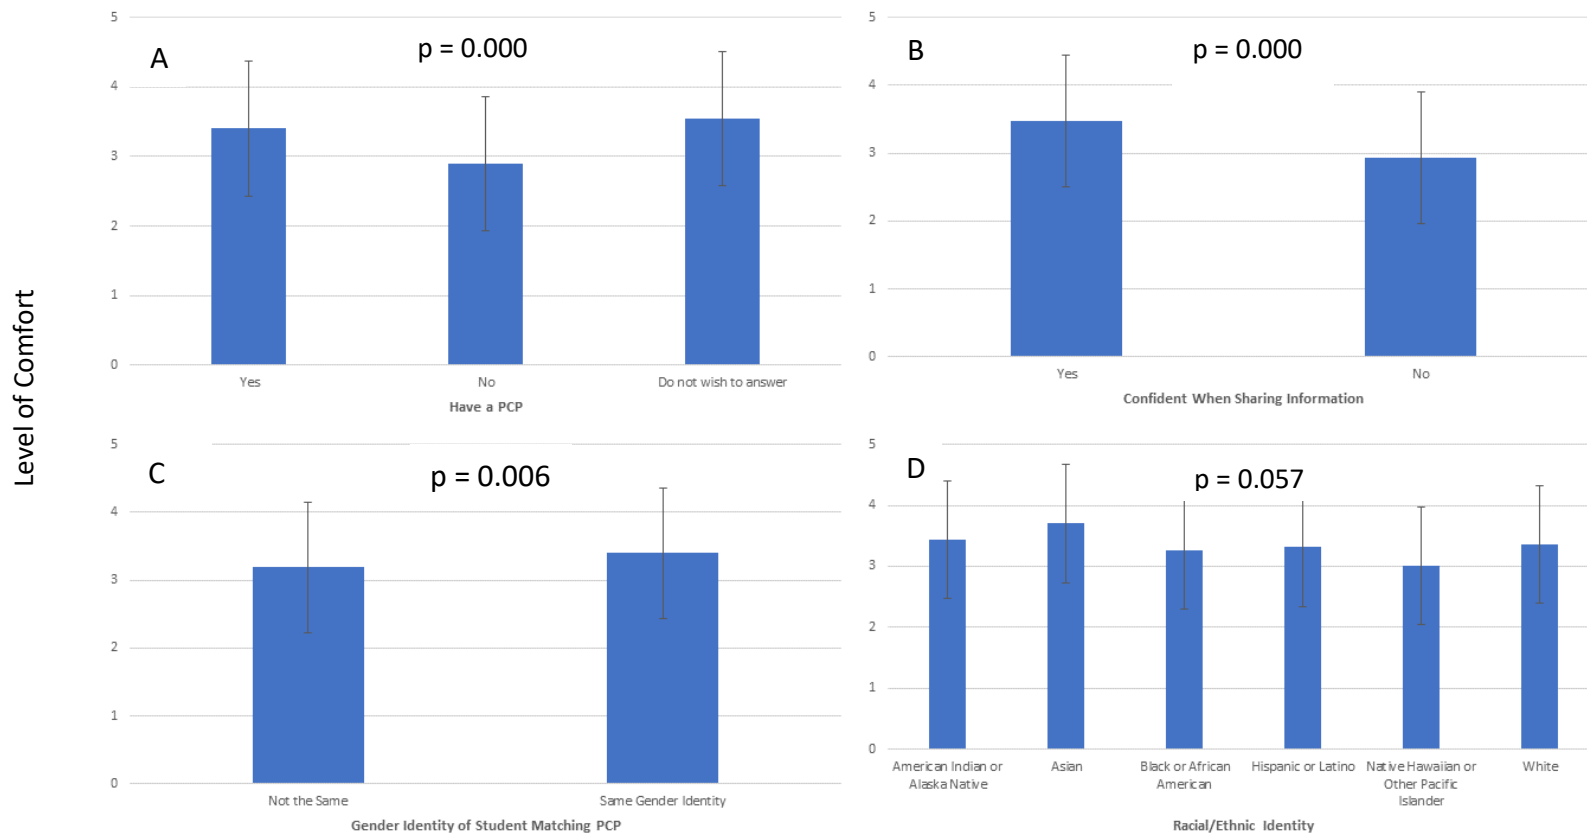 Level of Comfort
A
p = 0.000
5
4
3
2
1
0
Yes
No
Do not wish to answer
Have a PCP
B
p = 0.000
5
4
3
2
1
0
Yes
No
Confident When Sharing Information
C
p = 0.006
5
4
3
2
1
0
Not the Same
Same Gender Identity
Gender Identity of Student Matching PCP
D
p = 0.057
5
4
3
2
1
0
American Indian or
Alaska Native
Asian
Black or African
American
Hispanic or Latino
Native Hawaiian or
Other Pacific
Islander
White
Racial/Ethnic Identity